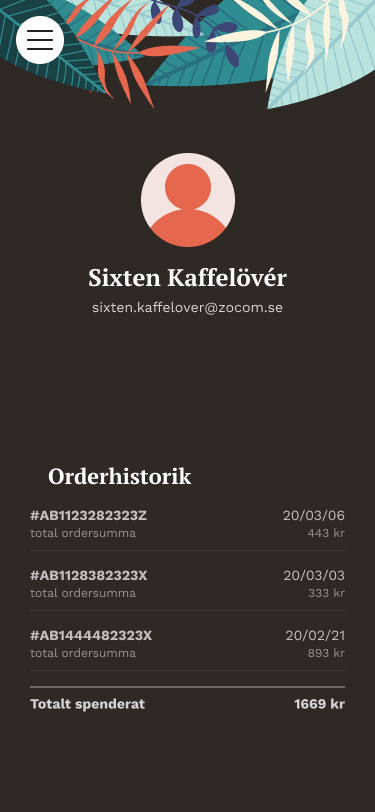 Sixten Kaffelövér
sixten.kaffelover@zocom.se
Orderhistorik
#AB1123282323Z 20/03/06
total ordersumma 443 kr
#AB1128382323X 20/03/03
total ordersumma 333 kr
#AB1444482323X 20/02/21
total ordersumma 893 kr
Totalt spenderat 1669 kr